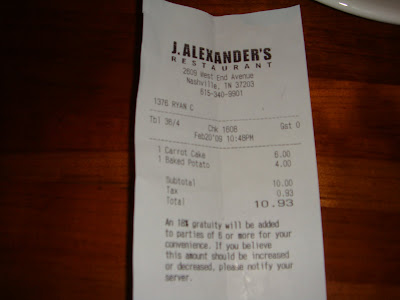 J. ALEXANDER'S
RESTAURANT
2609 West End Avenue
Nashville, TN 37203
615-340-9901
1376 RYAN C
Tbl 36/4 Chk 1606 Gst 0
Feb20'08 10:48PM
1 Carrot Cake 6.00
1 Baked Potato 4.00
Subtotal 10.00
Tax 0.93
Total 10.93
An 18% gratuity will be added
to parties of 6 or more for your
convenience. If you believe
this amount should be increased
or decreased, please notify your
server.